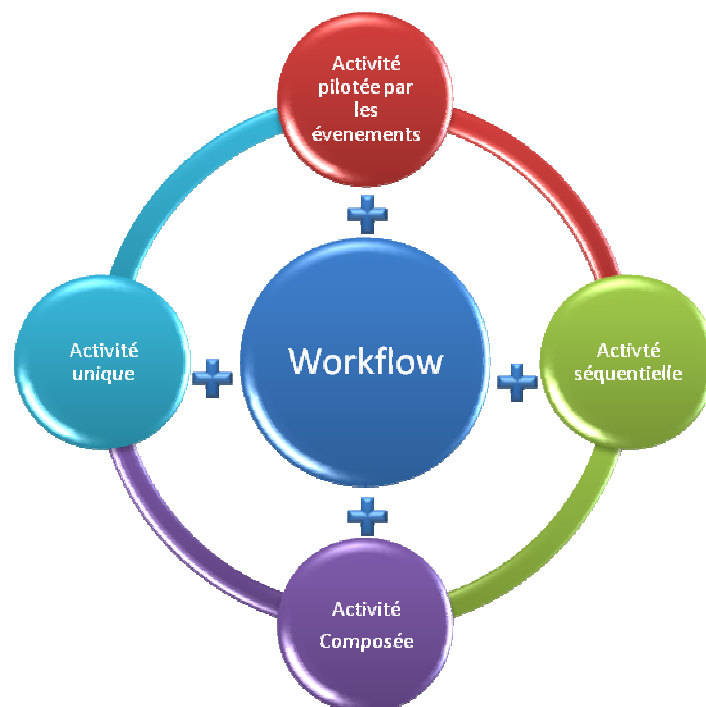 Activité
pilotée par
les
évenements
Activité
unique
Workflow
Activté
séquentielle
Activité
Composée